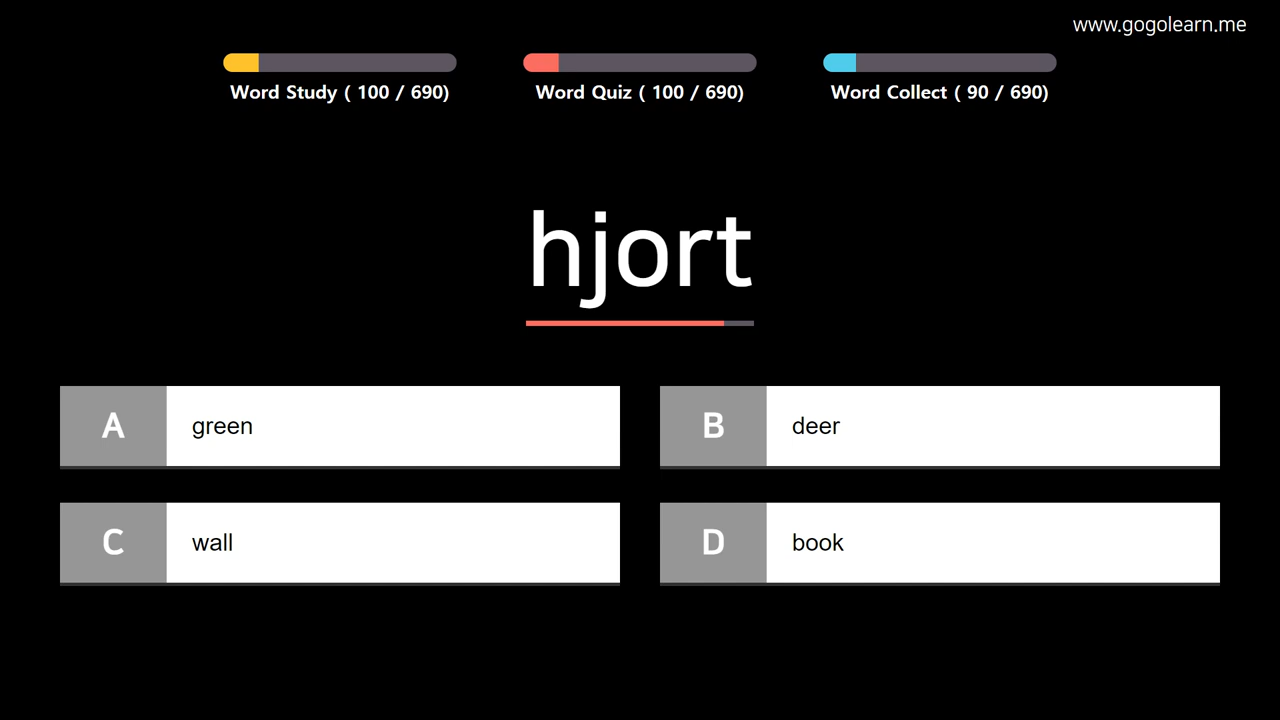 www.gogolearn.me
Word Study ( 100 / 690)
Word Quiz ( 100 / 690)
Word Collect ( 90 / 690)
hjort
A green
B deer
C wall
D book